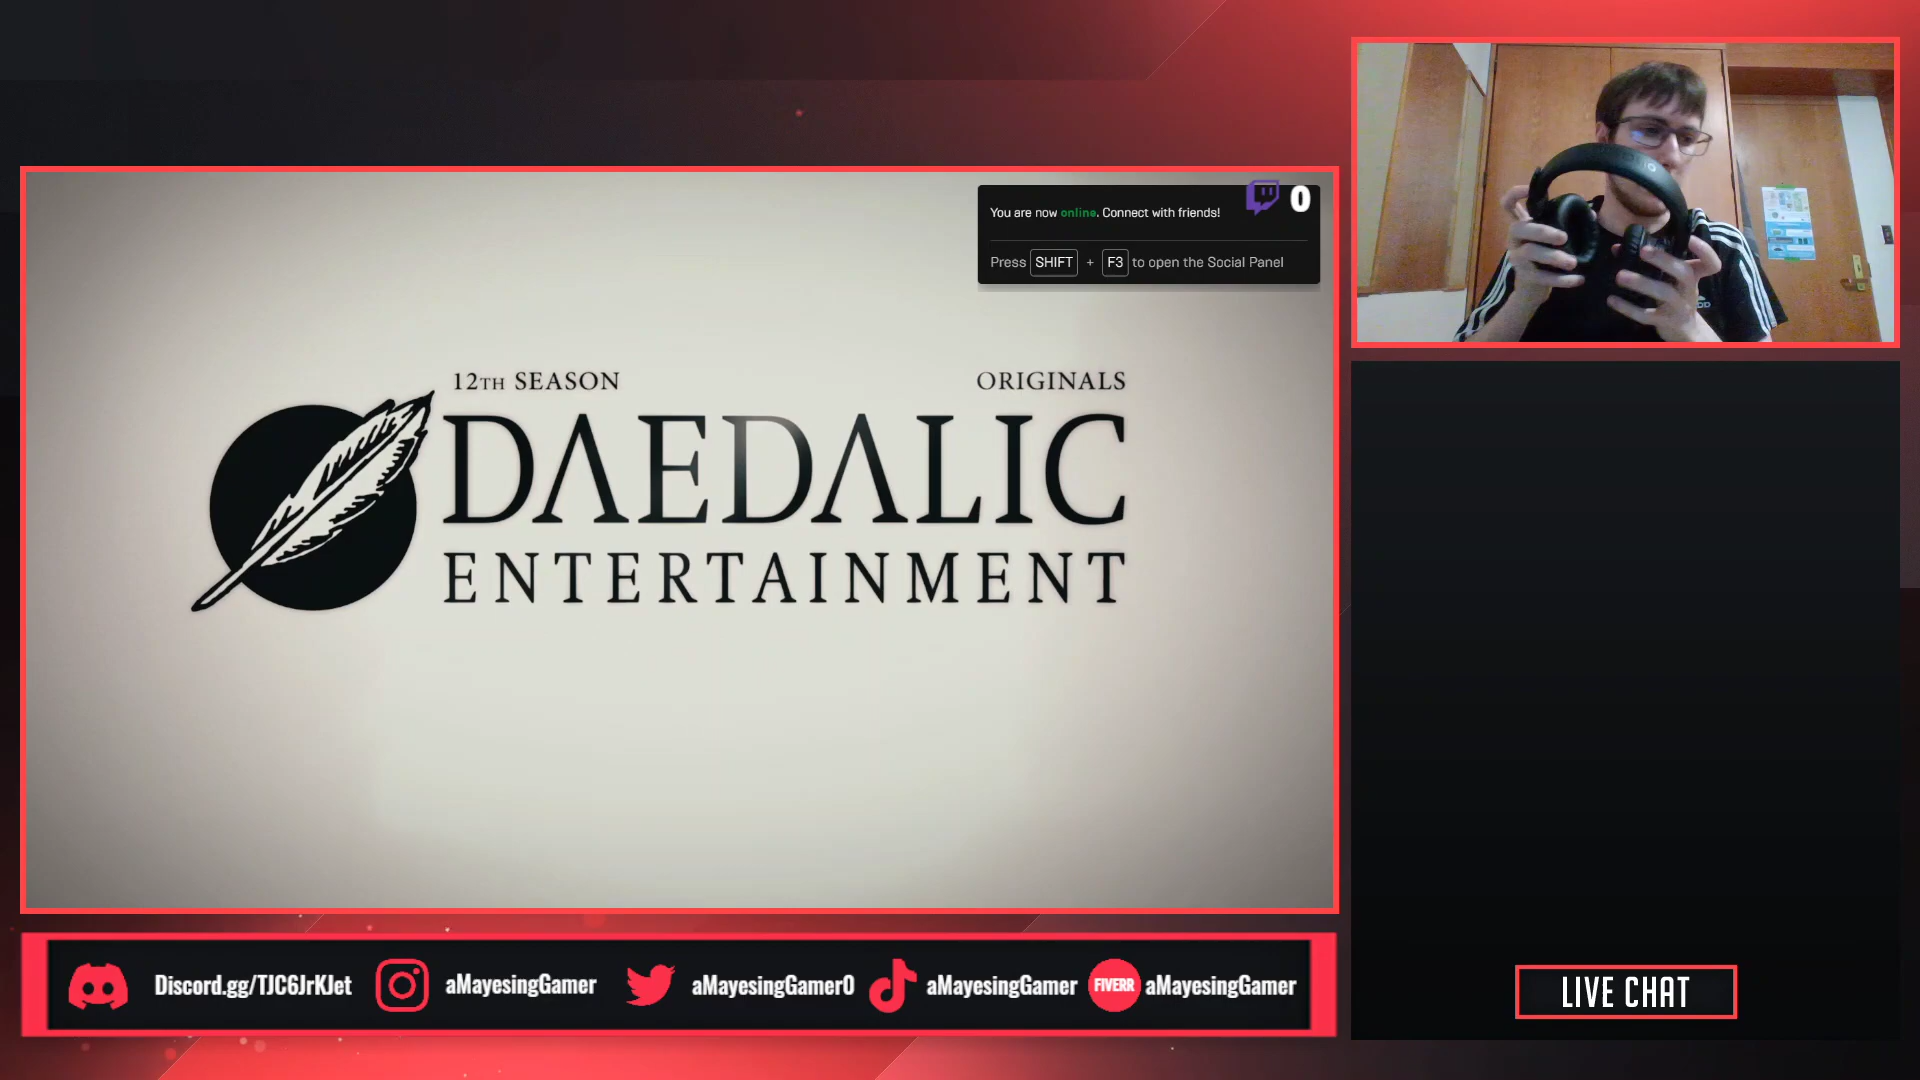 You are now online. Connect with friends!
0
Press SHIFT + F3 to open the Social Panel
12TH SEASON
ORIGINALS
DAEDALIC
ENTERTAINMENT
Discord.gg/TJC6JrKJet
aMayesingGamer
aMayesingGamer0
aMayesingGamer
FIVERR
aMayesingGamer
LIVE CHAT